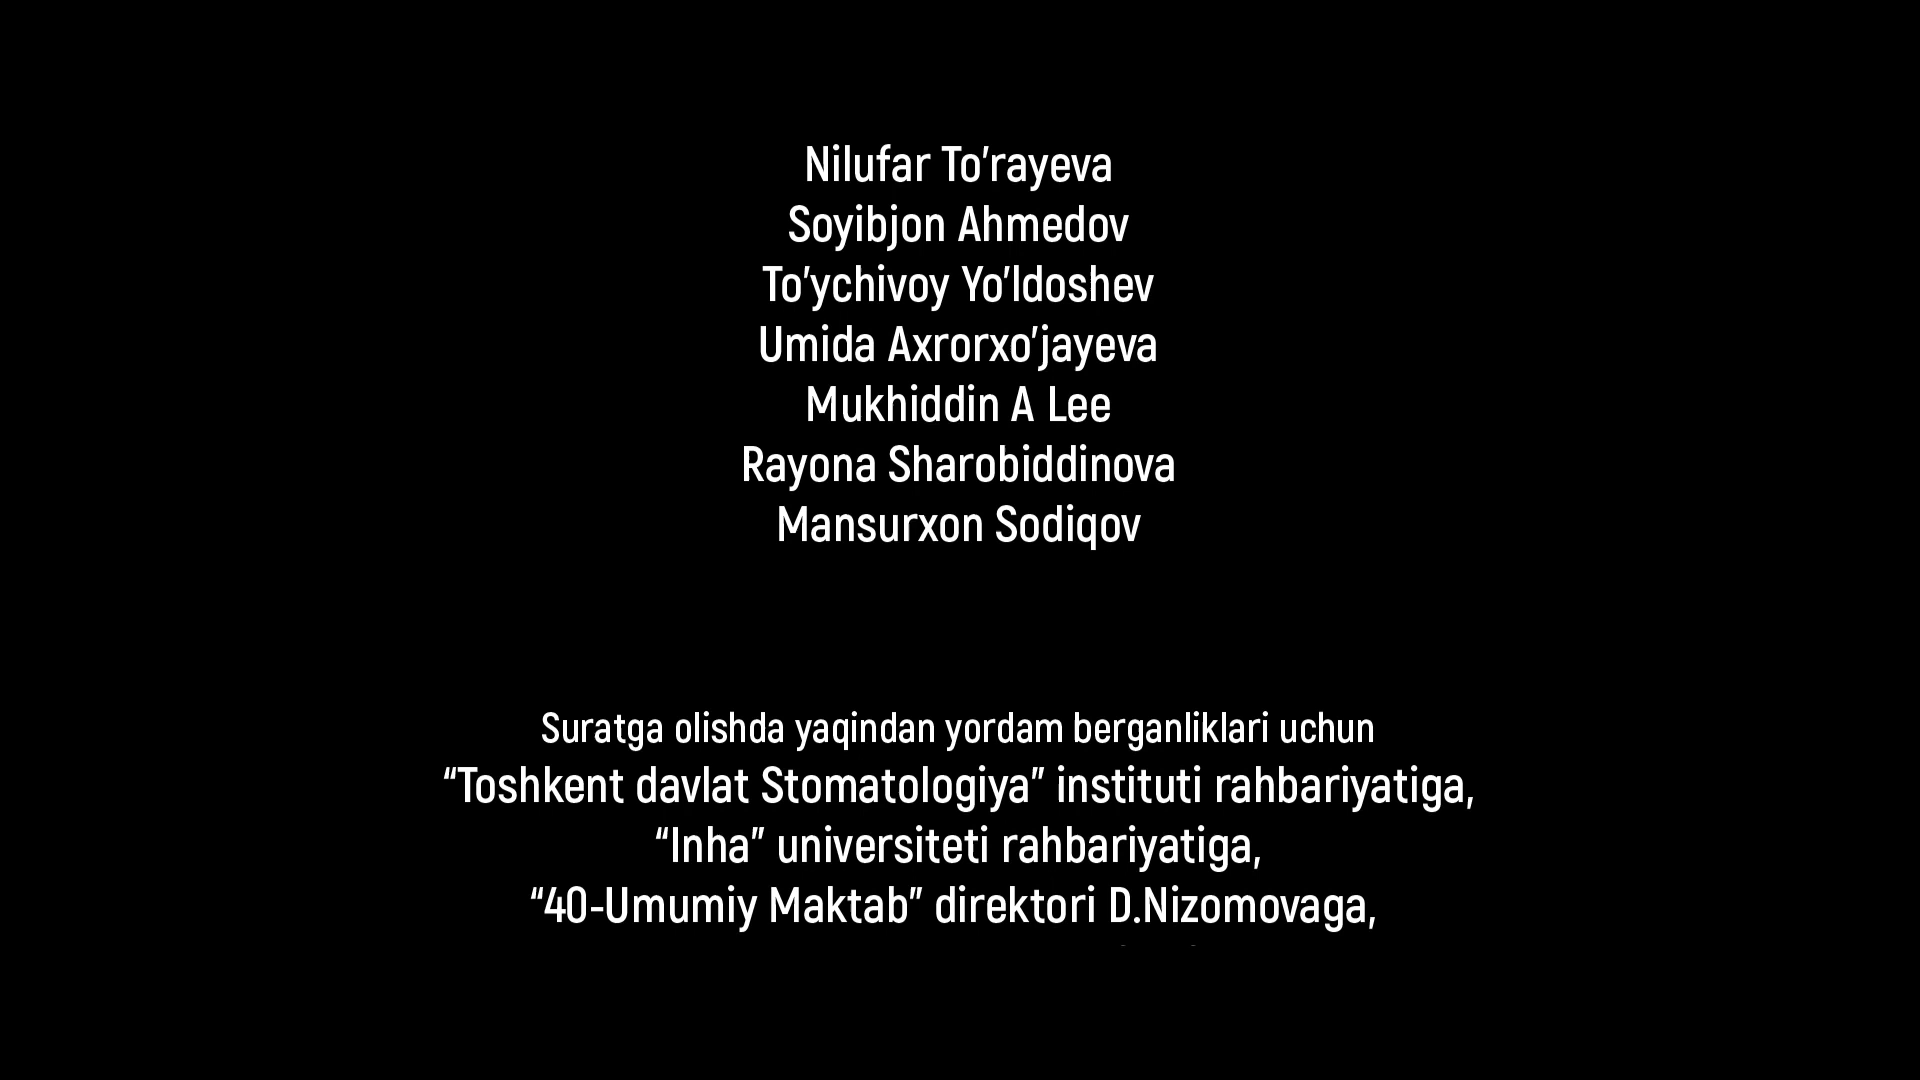 Nilufar To’rayeva
Soyibjon Ahmedov
To’ychivoy Yo’ldoshev
Umida Axrorxo’jayeva
Mukhiddin A Lee
Rayona Sharobiddinova
Mansurxon Sodiqov
Suratga olishda yaqindan yordam berganliklari uchun
“Toshkent davlat Stomatologiya” instituti rahbariyatiga,
“Inha” universiteti rahbariyatiga,
“40-Umumiy Maktab” direktori D.Nizomovaga,